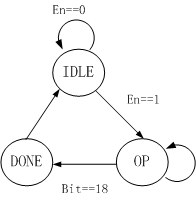 En==0
IDLE
En==1
DONE
OP
Bit==18